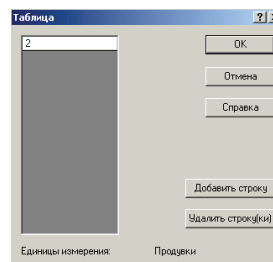 Таблица
2
OK
Отмена
Справка
Добавить строку
Удалить строку(ки)
Единицы измерения: Продувки